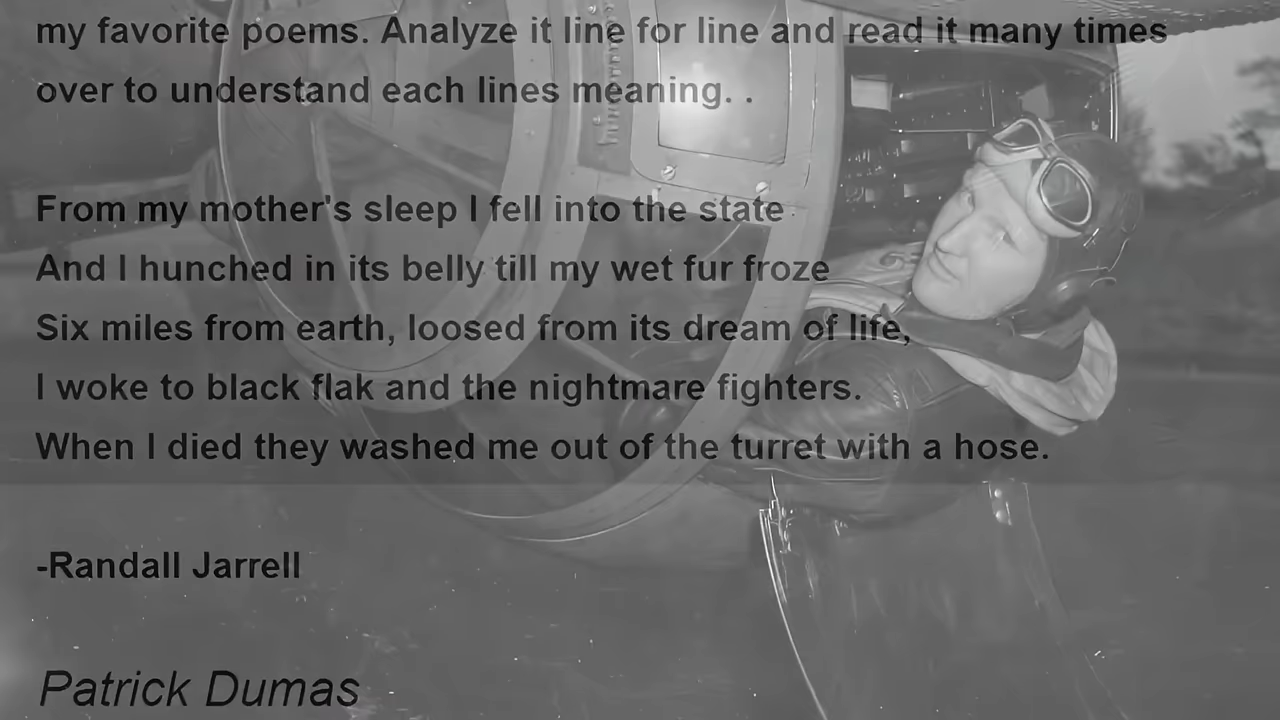 my favorite poems. Analyze it line for line and read it many times
over to understand each lines meaning. .
From my mother's sleep I fell into the state
And I hunched in its belly till my wet fur froze
Six miles from earth, loosed from its dream of life,
I woke to black flak and the nightmare fighters.
When I died they washed me out of the turret with a hose.
-Randall Jarrell
Patrick Dumas